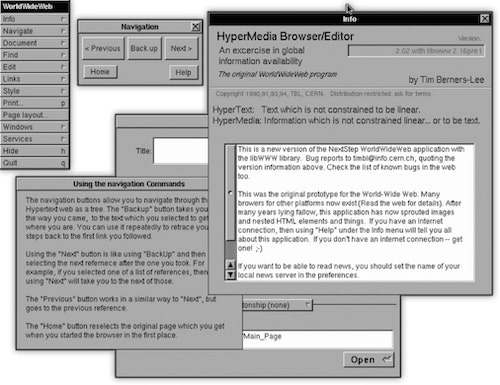 WorldWideWeb
Info
Navigate
Document
Find
Edit
Links
Style
Print... p
Page layout...
Windows
Services
Hide h
Quit q
Navigation
< Previous
Back up
Next >
Home
Help
Info
HyperMedia Browser/Editor
An excercise in global
information availability
The original WorldWideWeb program
Version:
2.02 with libwww 2.16pre1
by Tim Berners-Lee
Copyright 1990,91,93,94, TBL, CERN. Distribution restricted: ask for terms.
HyperText: Text which is not constrained to be linear.
HyperMedia: Information which is not constrained linear... or to be text.
This is a new version of the NextStep WorldWideWeb application with
the libWWW library. Bug reports to timbl@info.cern.ch, quoting the
version information above. Check the list of known bugs in the web
too.
This was the original prototype for the World-Wide Web. Many
browers for other platforms now exist (Read the web for details). After
many years lying fallow, this application has now sprouted images
and nested HTML elements and things. If you have an Internet
connection, then using "Help" under the Info menu will tell you all
about this application. If you don't have an internet connection -- get
one! ;-)
If you want to be able to read news, you should set the name of your
local news server in the preferences.
Title:
Using the navigation Commands
The navigation buttons allow you to navigate through the
Hypertext web as a tree. The "Backup" button takes you
the way you came, to the text which you selected to get
where you are. You can use it repeatedly to retrace you
steps back to the first link you followed.
Using the "Next" button is like using "BackUp" and then
selecting the next refernece after the one you took. For
example, if you selected one of a list of references, then
using "Next" will take you to the next of those.
The "Previous" button works in a similar way to "Next", but
goes to the previous reference.
The "Home" button reselects the original page which you get
when you started the browser in the first place.
tionship (none)
/Main_Page
Open